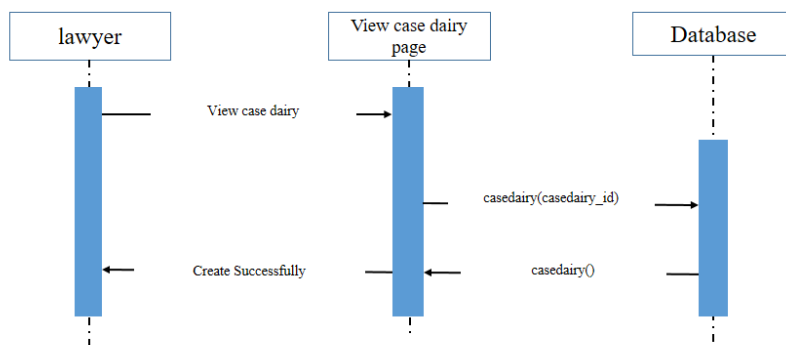 lawyer
View case dairy
page
Database
View case dairy
casedairy(casedairy_id)
Create Successfully
casedairy()